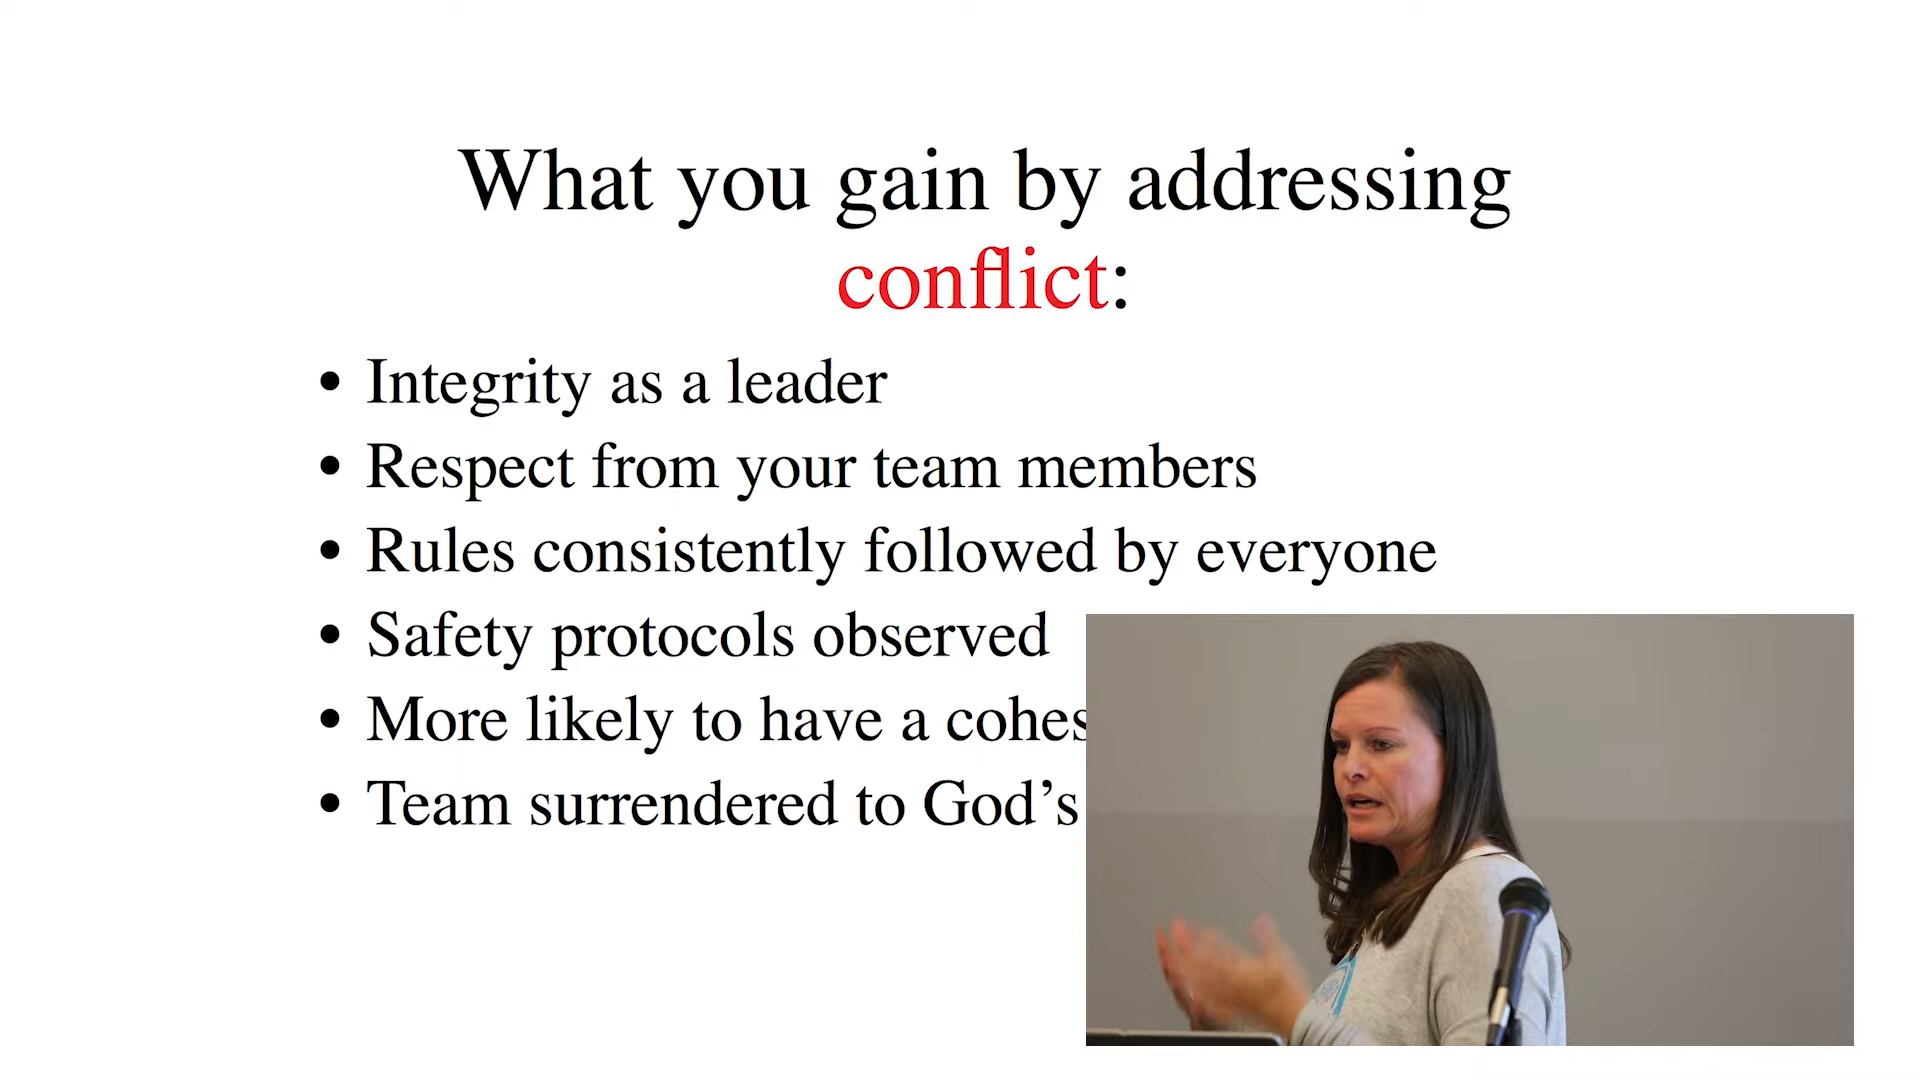 What you gain by addressing
conflict:
• Integrity as a leader
• Respect from your team members
• Rules consistently followed by everyone
• Safety protocols observed
• More likely to have a
• Team surrendered to God’s